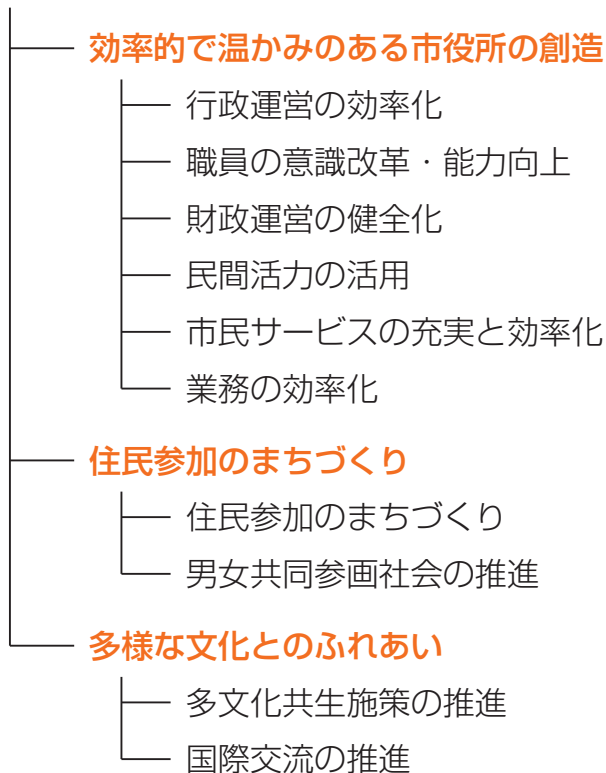 効率的で温かみのある市役所の創造
行政運営の効率化
職員の意識改革・能力向上
財政運営の健全化
民間活力の活用
市民サービスの充実と効率化
業務の効率化
住民参加のまちづくり
住民参加のまちづくり
男女共同参画社会の推進
多様な文化とのふれあい
多文化共生施策の推進
国際交流の推進